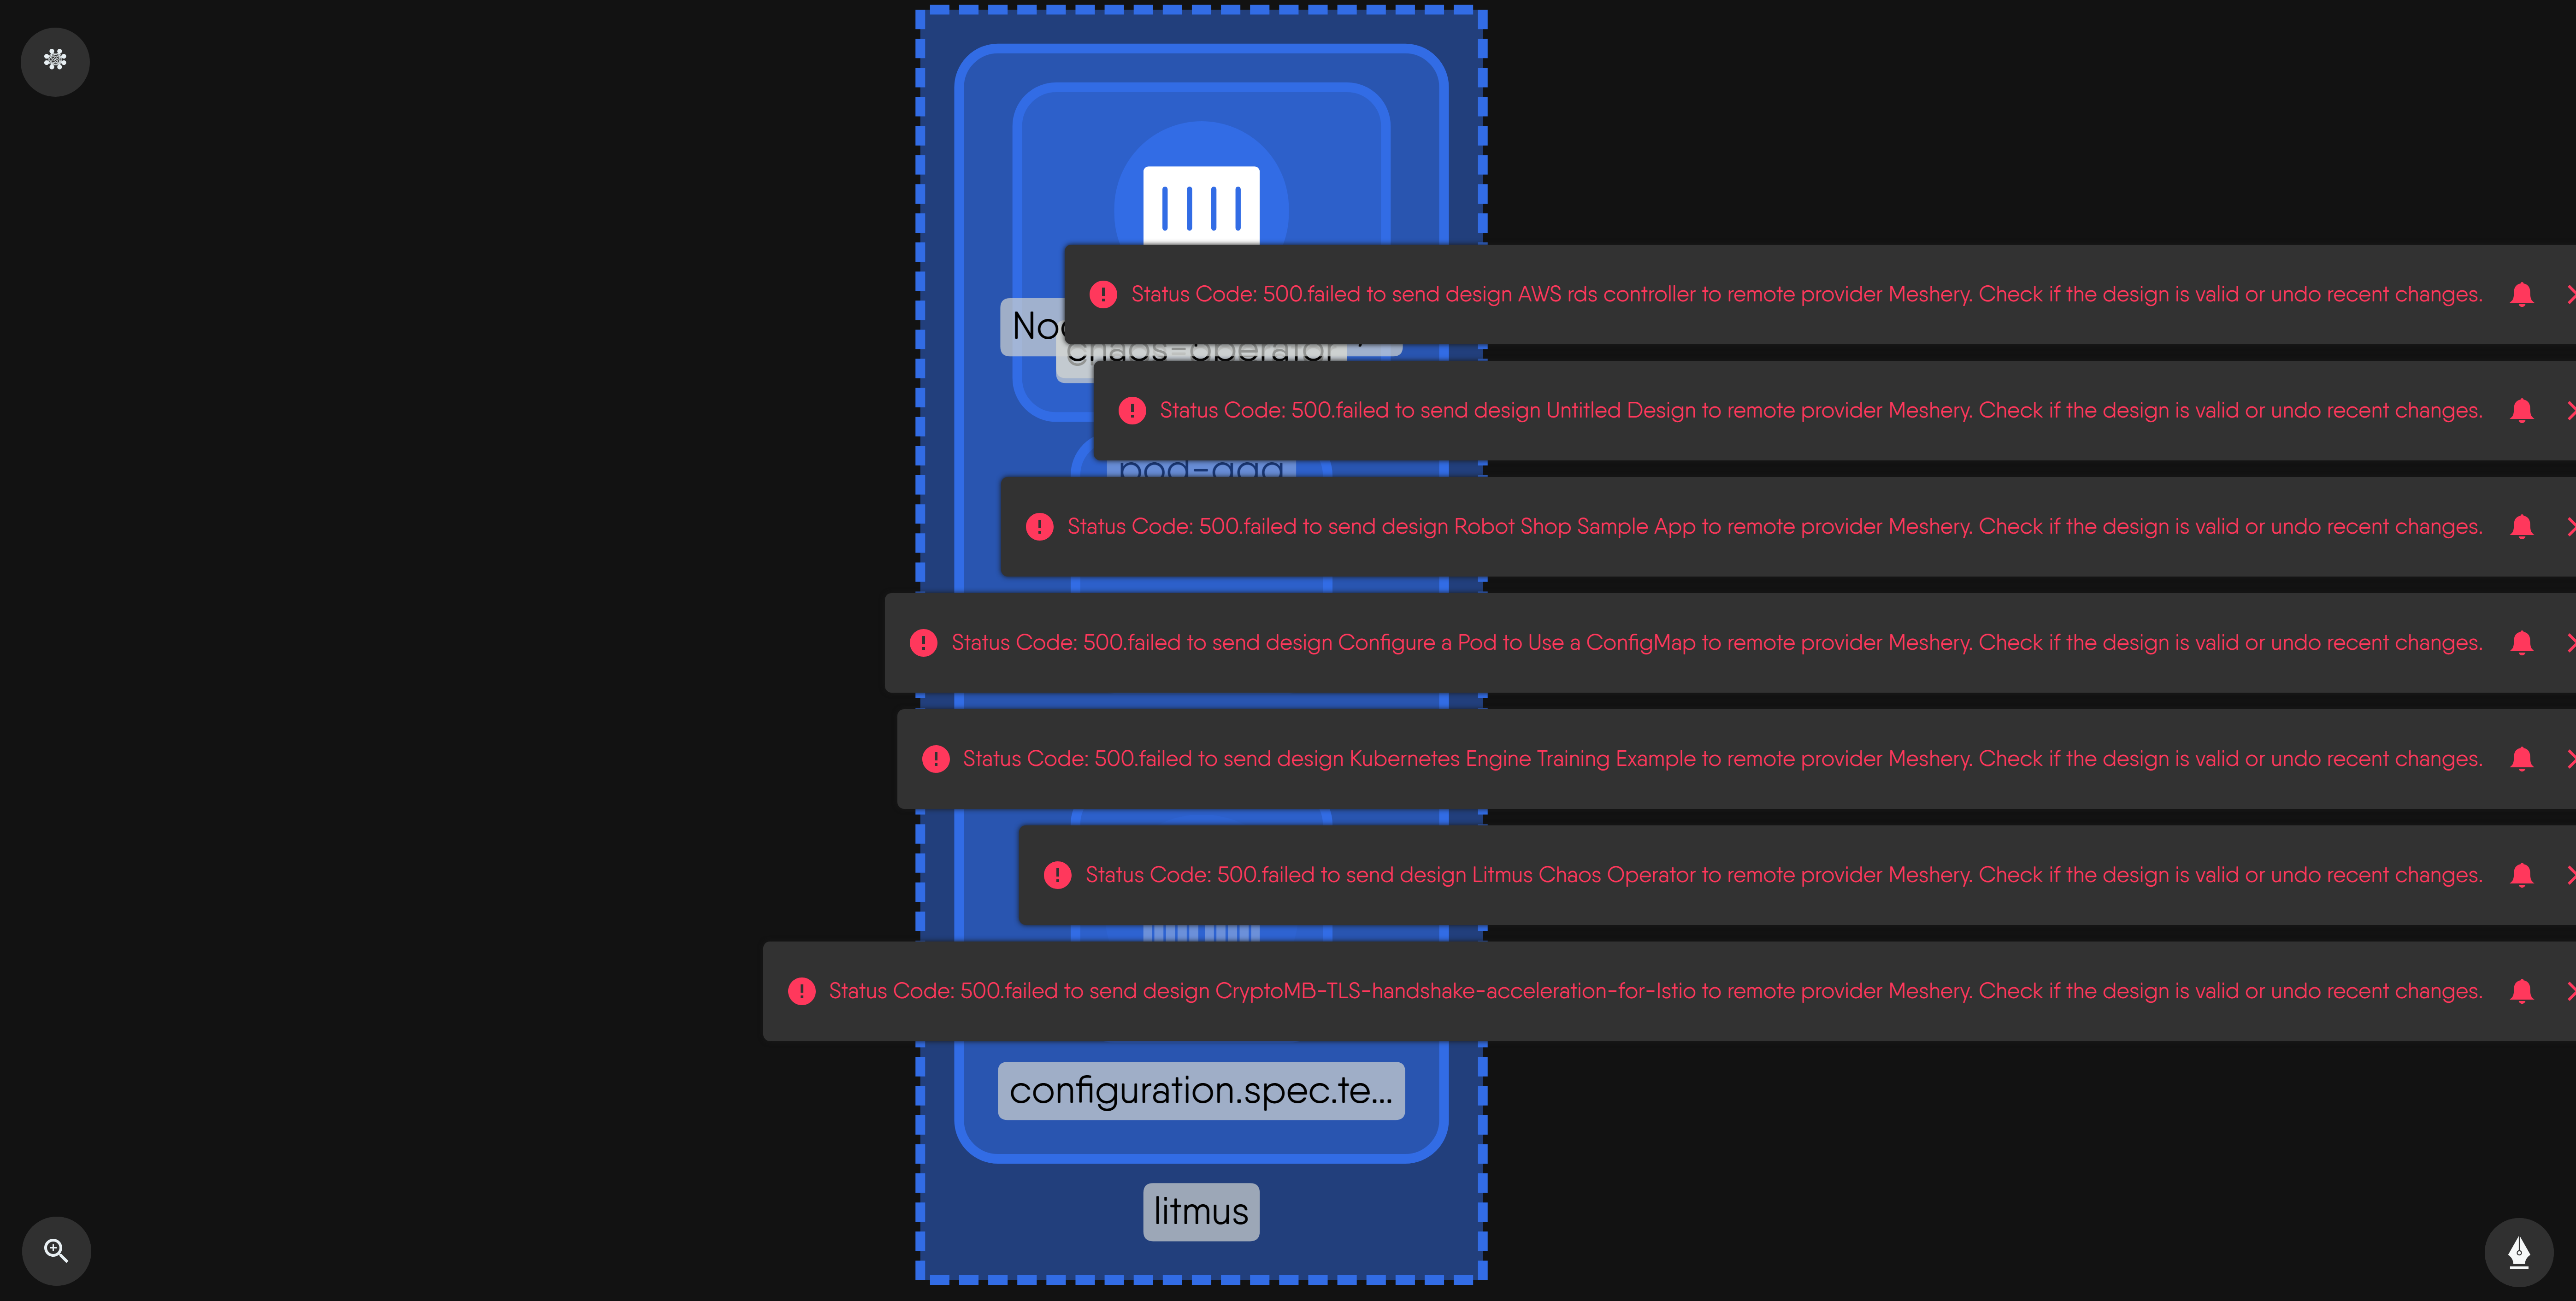 Status Code: 500.failed to send design AWS rds controller to remote provider Meshery. Check if the design is valid or undo recent changes.
chaos-operator
Status Code: 500.failed to send design Untitled Design to remote provider Meshery. Check if the design is valid or undo recent changes.
Status Code: 500.failed to send design Robot Shop Sample App to remote provider Meshery. Check if the design is valid or undo recent changes.
Status Code: 500.failed to send design Configure a Pod to Use a ConfigMap to remote provider Meshery. Check if the design is valid or undo recent changes.
Status Code: 500.failed to send design Kubernetes Engine Training Example to remote provider Meshery. Check if the design is valid or undo recent changes.
Status Code: 500.failed to send design Litmus Chaos Operator to remote provider Meshery. Check if the design is valid or undo recent changes.
Status Code: 500.failed to send design CryptoMB-TLS-handshake-acceleration-for-Istio to remote provider Meshery. Check if the design is valid or undo recent changes.
configuration.spec.te...
litmus